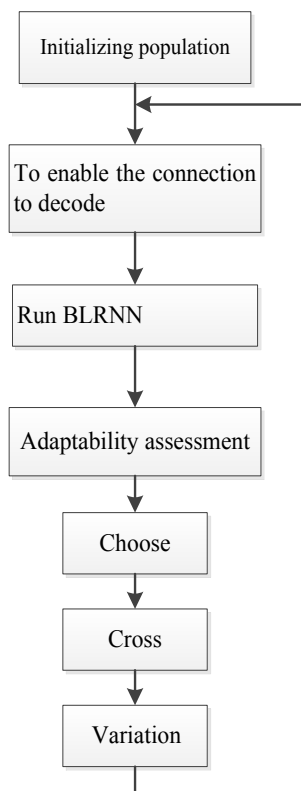 Initializing population
To enable the connection
to decode
Run BLRNN
Adaptability assessment
Choose
Cross
Variation